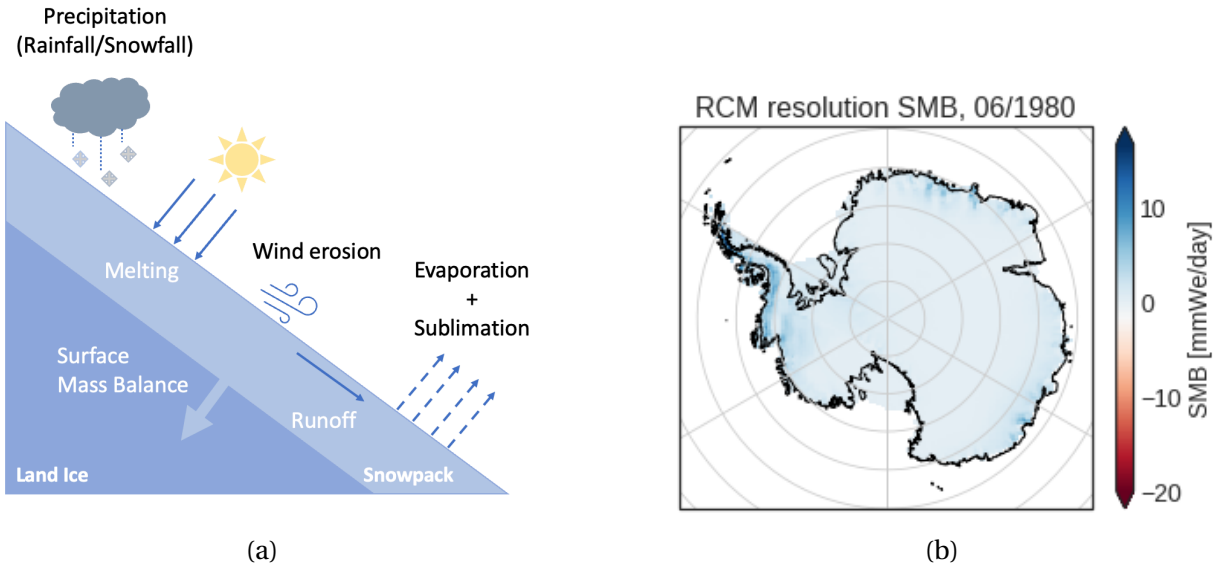 Precipitation
(Rainfall/Snowfall)
Melting
Wind erosion
Evaporation
+
Sublimation
Surface
Mass Balance
Runoff
Land Ice
Snowpack
(a)
RCM resolution SMB, 06/1980
10
0
−10
−20
SMB [mmWe/day]
(b)